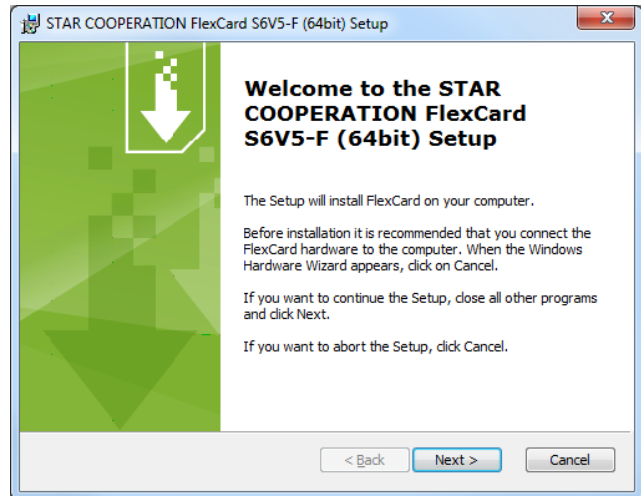 STAR COOPERATION FlexCard S6V5-F (64bit) Setup
Welcome to the STAR
COOPERATION FlexCard
S6V5-F (64bit) Setup
The Setup will install FlexCard on your computer.
Before installation it is recommended that you connect the
FlexCard hardware to the computer. When the Windows
Hardware Wizard appears, click on Cancel.
If you want to continue the Setup, close all other programs
and click Next.
If you want to abort the Setup, click Cancel.
< Back
Next >
Cancel